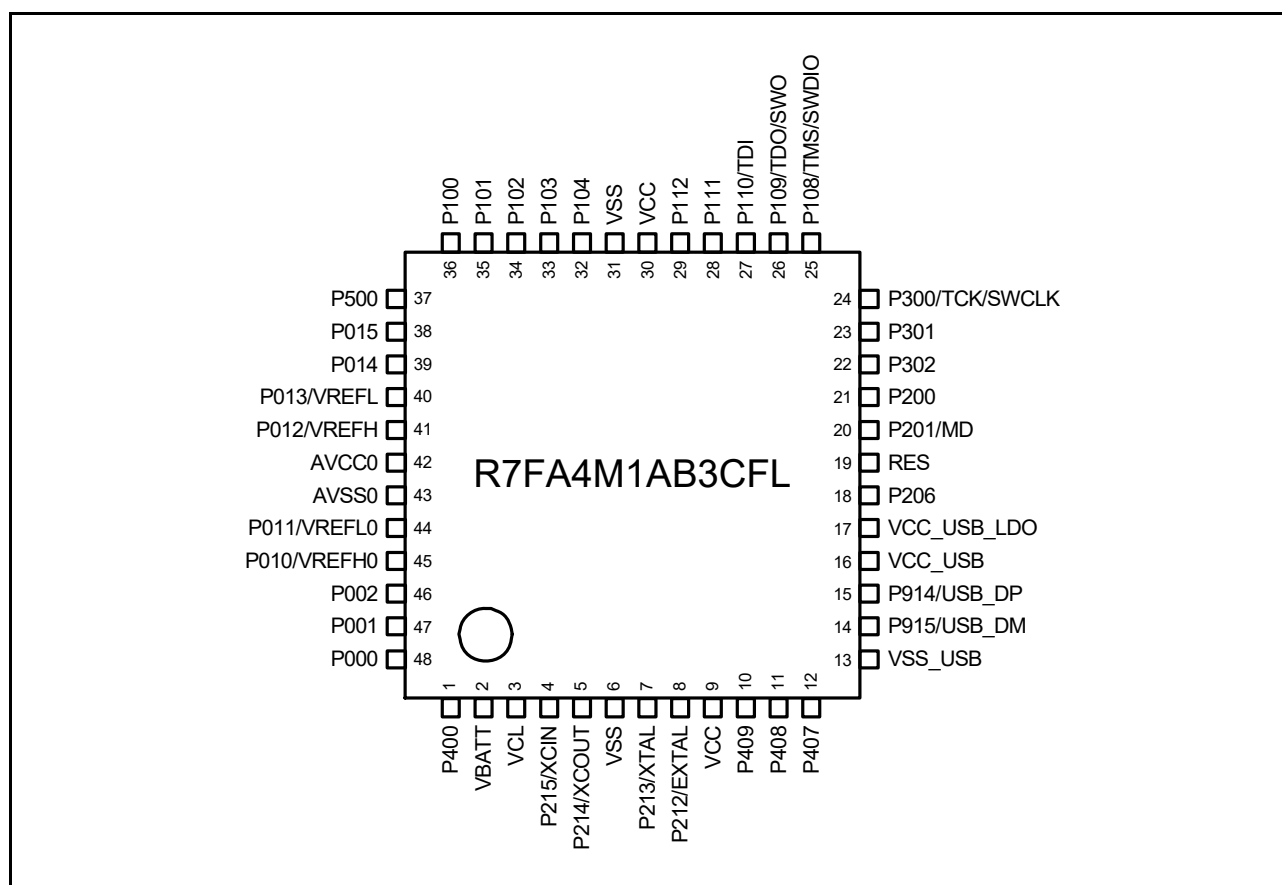 P100
P101
P102
P103
P104
VSS
VCC
P112
P111
P110/TDI
P109/TDO/SWO
P108/TMS/SWDIO
36
35
34
33
32
31
30
29
28
27
26
25
P500 37
P015 38
P014 39
P013/VREFL 40
P012/VREFH 41
AVCC0 42
AVSS0 43
P011/VREFL0 44
P010/VREFH0 45
P002 46
P001 47
P000 48
R7FA4M1AB3CFL
24 P300/TCK/SWCLK
23 P301
22 P302
21 P200
20 P201/MD
19 RES
18 P206
17 VCC_USB_LDO
16 VCC_USB
15 P914/USB_DP
14 P915/USB_DM
13 VSS_USB
1
2
3
4
5
6
7
8
9
10
11
12
P400
VBATT
VCL
P215/XCIN
P214/XCOUT
VSS
P213/XTAL
P212/EXTAL
VCC
P409
P408
P407